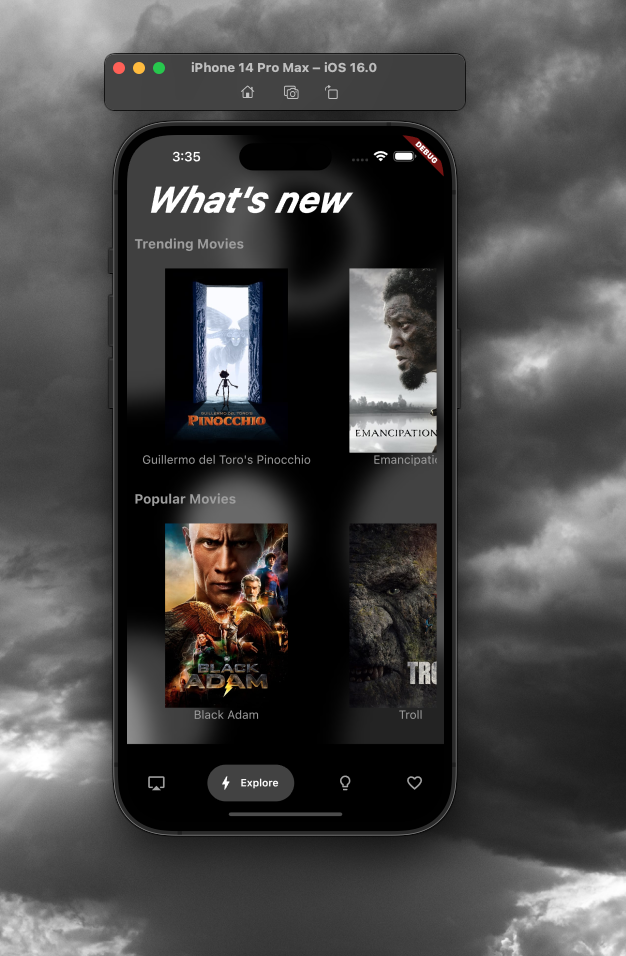 iPhone 14 Pro Max – iOS 16.0
3:35
DEBUG
What's new
Trending Movies
GUILLERMO DEL TORO'S
PINOCCHIO
EMANCIPATION
Guillermo del Toro's Pinocchio
Emancipatio
Popular Movies
BLACK
ADAM
TRO
Black Adam
Troll
Explore